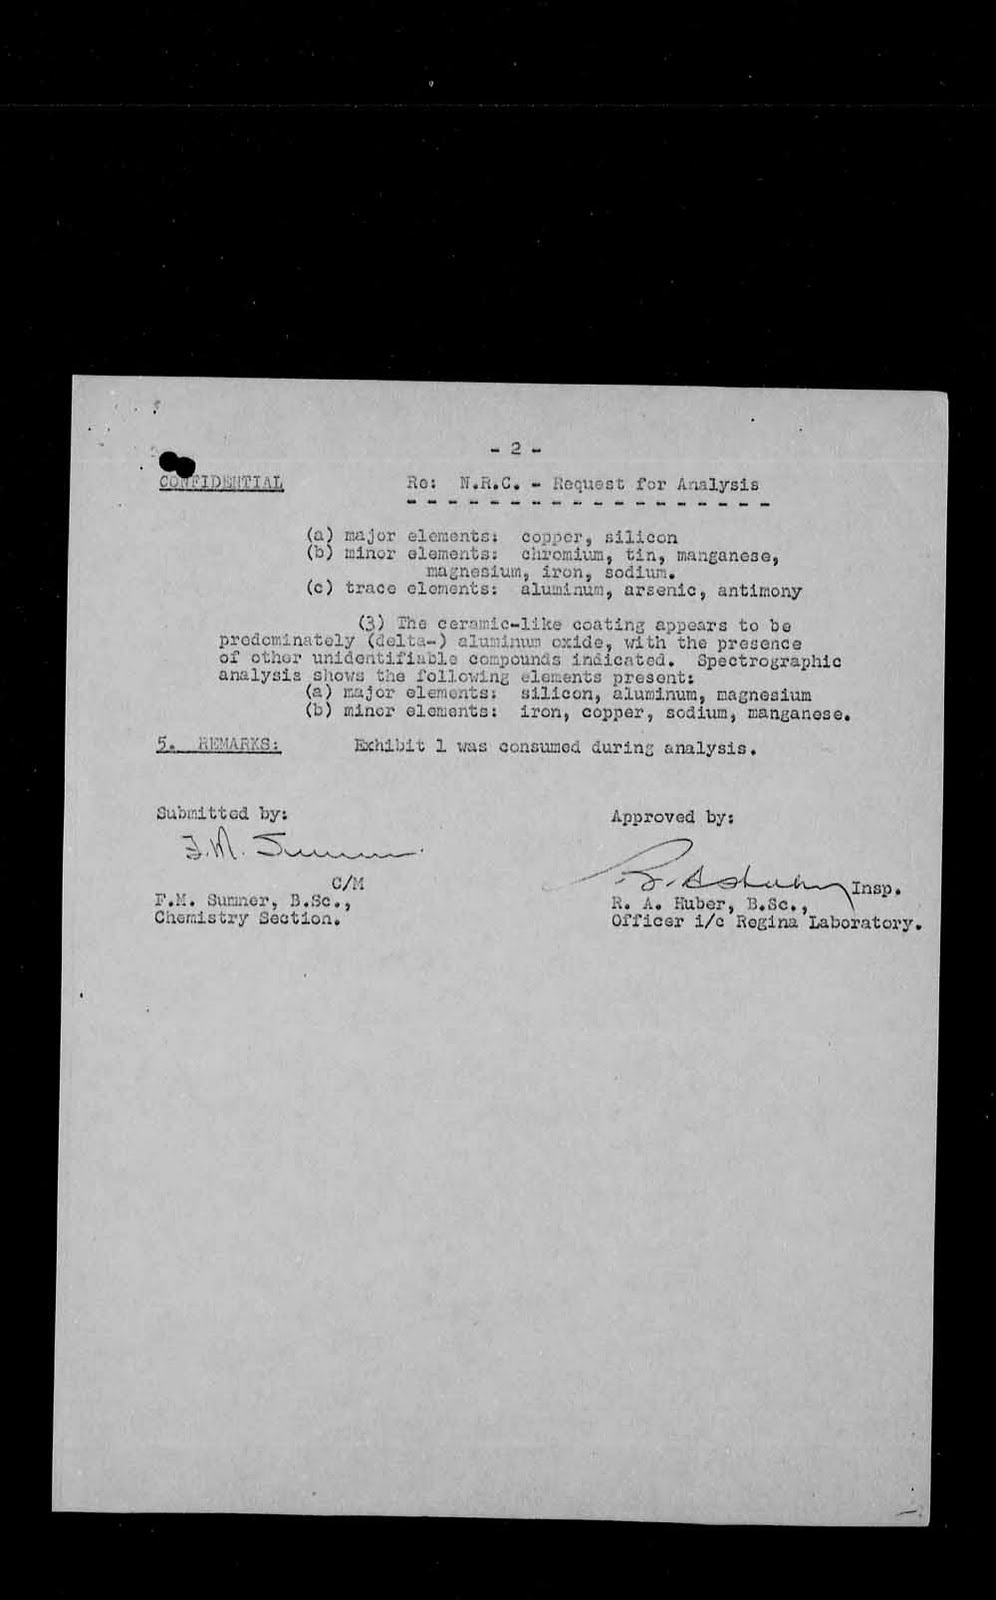 - 2 -
CONFIDENTIAL Re: N.R.C. - Request for Analysis
(a) major elements: copper, silicon
(b) minor elements: chromium, tin, manganese,
magnesium, iron, sodium.
(c) trace elements: aluminum, arsenic, antimony
(3) The ceramic-like coating appears to be
predominately (delta-) aluminum oxide, with the presence
of other unidentifiable compounds indicated. Spectrographic
analysis shows the following elements present:
(a) major elements: silicon, aluminum, magnesium
(b) minor elements: iron, copper, sodium, manganese.
5. REMARKS: Exhibit 1 was consumed during analysis.
Submitted by: Approved by:
F.M. Sumner
C/M Insp.
F.M. Sumner, B.Sc., R. A. Huber, B.Sc.,
Chemistry Section. Officer i/c Regina Laboratory.